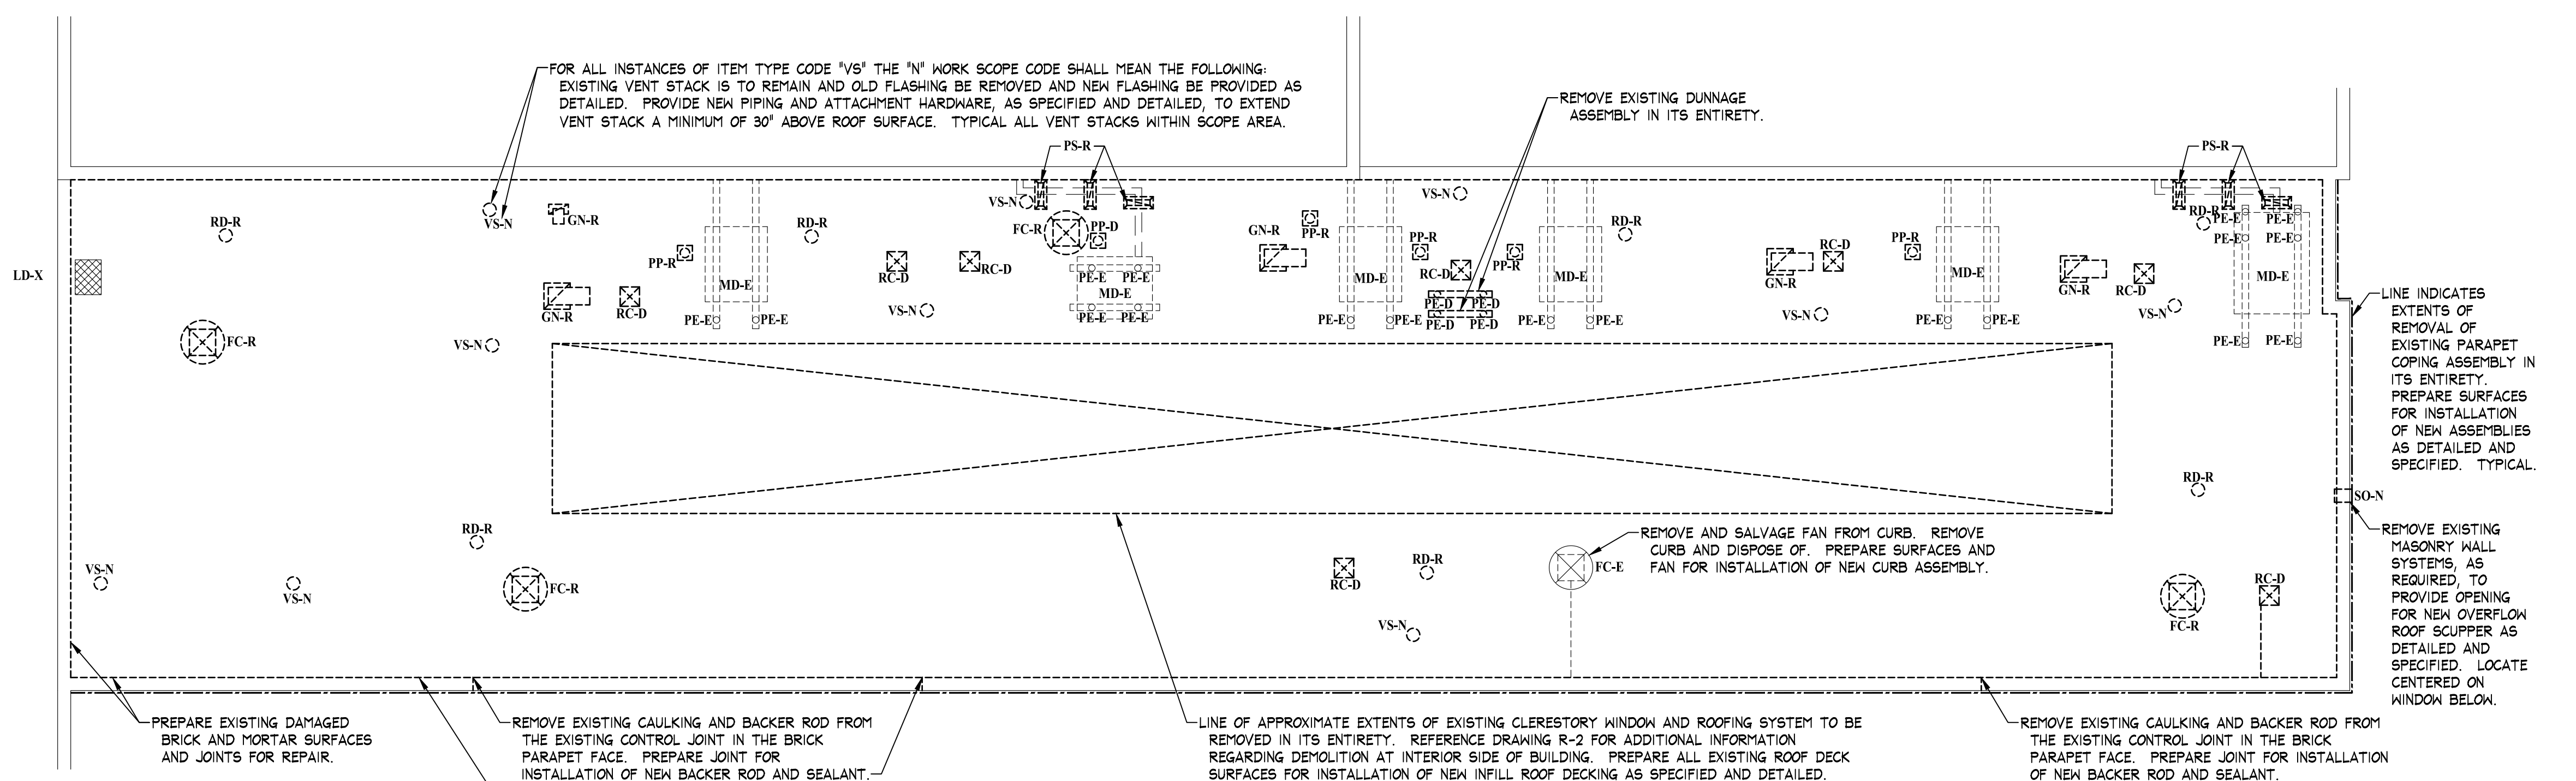 FOR ALL INSTANCES OF ITEM TYPE CODE "VS" THE "N" WORK SCOPE CODE SHALL MEAN THE FOLLOWING:
EXISTING VENT STACK IS TO REMAIN AND OLD FLASHING BE REMOVED AND NEW FLASHING BE PROVIDED AS
DETAILED. PROVIDE NEW PIPING AND ATTACHMENT HARDWARE, AS SPECIFIED AND DETAILED, TO EXTEND
VENT STACK A MINIMUM OF 30" ABOVE ROOF SURFACE. TYPICAL ALL VENT STACKS WITHIN SCOPE AREA.
REMOVE EXISTING DUNNAGE
ASSEMBLY IN ITS ENTIRETY.
PS-R
PS-R
VS-N
VS-N
RD-R
VS-N
GN-R
RD-R
FC-R
PP-D
GN-R
PP-R
RD-R
RD-R
PE-E
PE-E
PE-E
PE-E
LD-X
PP-R
RC-D
RC-D
PP-R
RC-D
PP-R
RC-D
PP-R
GN-R
RC-D
GN-R
RC-D
MD-E
PE-E
PE-E
MD-E
PE-E
PE-E
MD-E
MD-E
GN-R
MD-E
MD-E
PE-E
PE-E
VS-N
PE-E
PE-E
PE-D
PE-D
PE-D
PE-D
PE-E
PE-E
VS-N
PE-E
PE-E
VS-N
PE-E
PE-E
FC-R
VS-N
LINE INDICATES
EXTENTS OF
REMOVAL OF
EXISTING PARAPET
COPING ASSEMBLY IN
ITS ENTIRETY.
PREPARE SURFACES
FOR INSTALLATION
OF NEW ASSEMBLIES
AS DETAILED AND
SPECIFIED. TYPICAL.
RD-R
SO-N
RD-R
VS-N
VS-N
FC-R
RC-D
RD-R
VS-N
REMOVE AND SALVAGE FAN FROM CURB. REMOVE
CURB AND DISPOSE OF. PREPARE SURFACES AND
FAN FOR INSTALLATION OF NEW CURB ASSEMBLY.
FC-E
FC-R
RC-D
REMOVE EXISTING
MASONRY WALL
SYSTEMS, AS
REQUIRED, TO
PROVIDE OPENING
FOR NEW OVERFLOW
ROOF SCUPPER AS
DETAILED AND
SPECIFIED. LOCATE
CENTERED ON
WINDOW BELOW.
PREPARE EXISTING DAMAGED
BRICK AND MORTAR SURFACES
AND JOINTS FOR REPAIR.
REMOVE EXISTING CAULKING AND BACKER ROD FROM
THE EXISTING CONTROL JOINT IN THE BRICK
PARAPET FACE. PREPARE JOINT FOR
INSTALLATION OF NEW BACKER ROD AND SEALANT.
LINE OF APPROXIMATE EXTENTS OF EXISTING CLERESTORY WINDOW AND ROOFING SYSTEM TO BE
REMOVED IN ITS ENTIRETY. REFERENCE DRAWING R-2 FOR ADDITIONAL INFORMATION
REGARDING DEMOLITION AT INTERIOR SIDE OF BUILDING. PREPARE ALL EXISTING ROOF DECK
SURFACES FOR INSTALLATION OF NEW INFILL ROOF DECKING AS SPECIFIED AND DETAILED.
REMOVE EXISTING CAULKING AND BACKER ROD FROM
THE EXISTING CONTROL JOINT IN THE BRICK
PARAPET FACE. PREPARE JOINT FOR INSTALLATION
OF NEW BACKER ROD AND SEALANT.